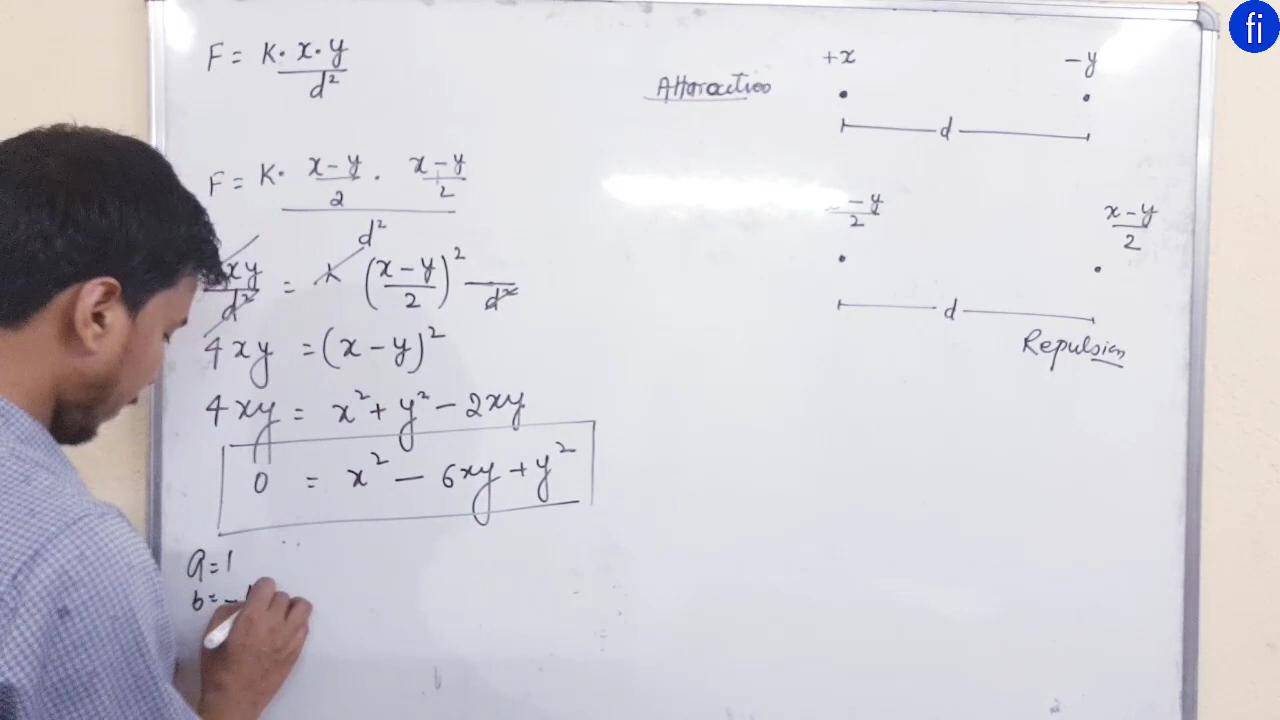 fi
F = K. x.y / d²
Attraction
+x
-y
d
F = K. x-y/2 . x-y/2 / d²
-y/2
x-y/2
d
Repulsion
xy/d² = K (x-y/2)² / d²
4xy = (x-y)²
4xy = x² + y² - 2xy
0 = x² - 6xy + y²
a=1
b= -